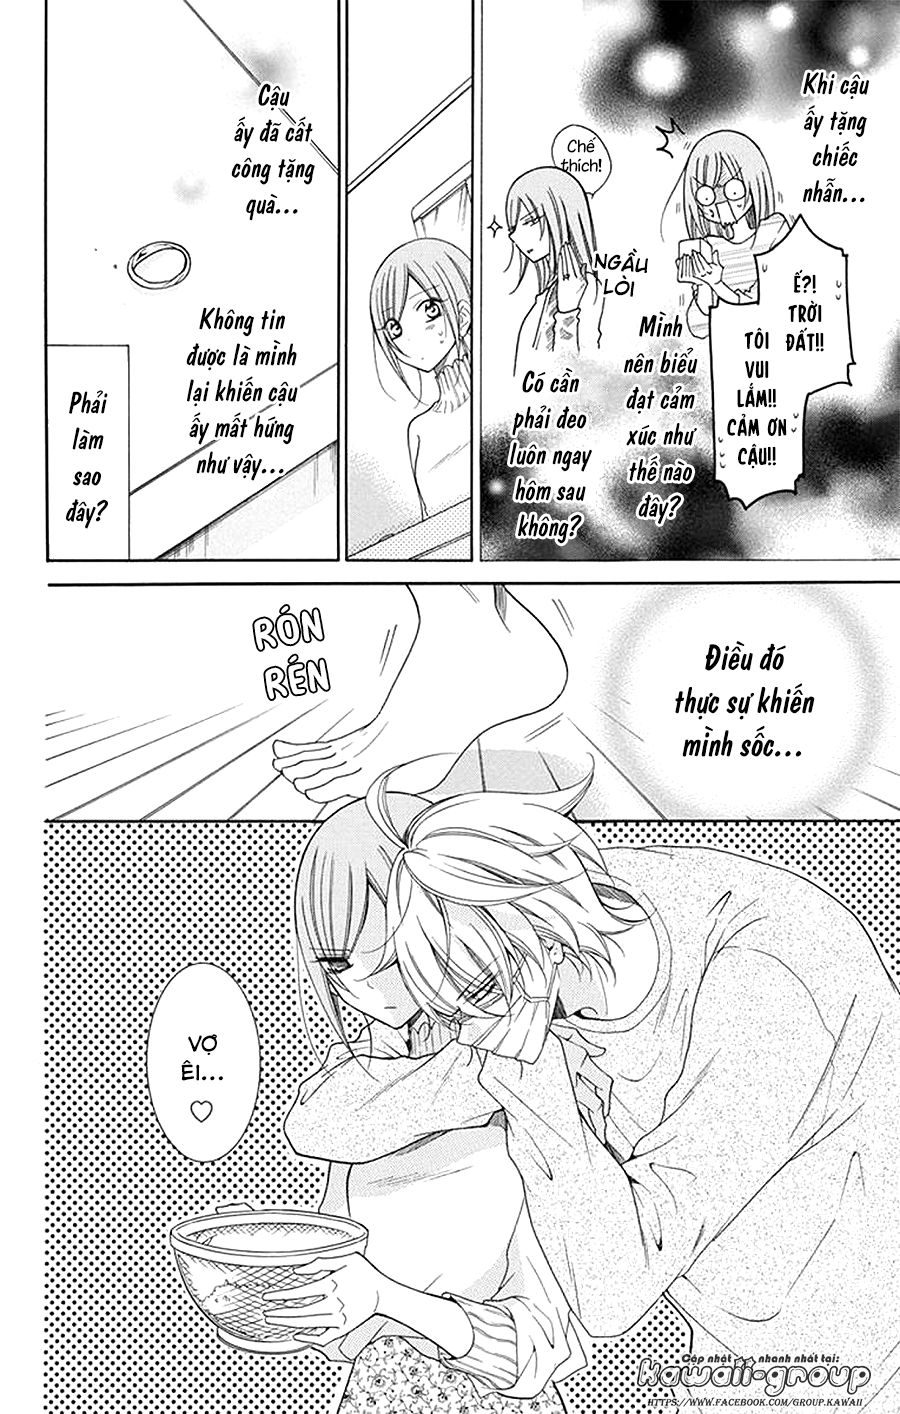 Khi cậu
ấy tặng
chiếc
nhẫn...
Ế?!
TRỜI
ĐẤT!!
TÔI
VUI
LẮM!!
CẢM ƠN
CẬU!!
Chế
thích!
NGẦU
LÒI
Mình
nên biểu
đạt cảm
xúc như
thế nào
đây?
Có cần
phải đeo
luôn ngay
hôm sau
không?
Cậu
ấy đã cất
công tặng
quà...
Không tin
được là mình
lại khiến cậu
ấy mất hứng
như vậy...
Phải
làm
sao
đây?
Điều đó
thực sự khiến
mình sốc...
RÓN
RÉN
VỢ
ÊI...
♡
Cập nhật nhanh nhất tại:
Kawaii-group
HTTPS://WWW.FACEBOOK.COM/GROUP.KAWAII